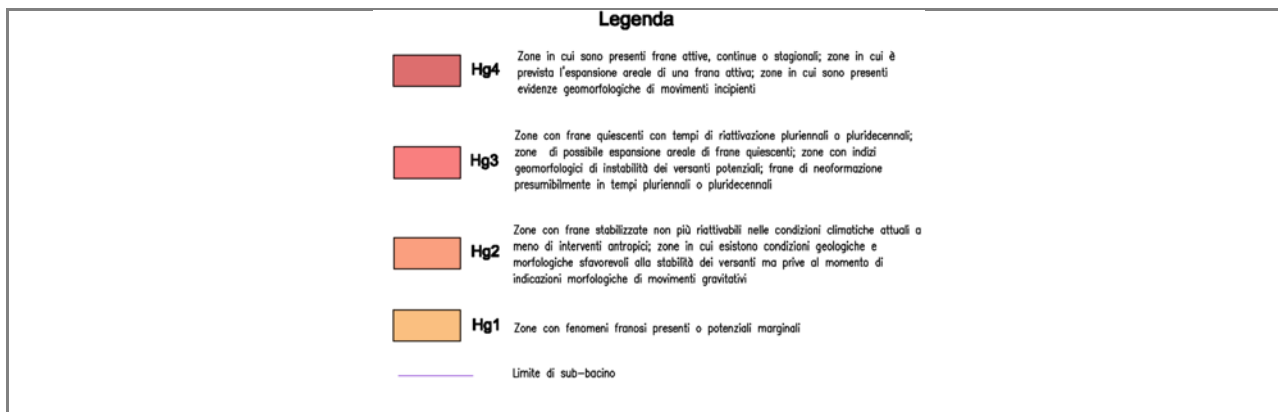 Legenda
Hg4
Zone in cui sono presenti frane attive, continue o stagionali; zone in cui è
prevista l'espansione areale di una frana attiva; zone in cui sono presenti
evidenze geomorfologiche di movimenti incipienti
Hg3
Zone con frane quiescenti con tempi di riattivazione pluriennali o pluridecennali;
zone di possibile espansione areale di frane quiescenti; zone con indizi
geomorfologici di instabilità dei versanti potenziali; frane di neoformazione
presumibilmente in tempi pluriennali o pluridecennali
Hg2
Zone con frane stabilizzate non più riattivabili nelle condizioni climatiche attuali a
meno di interventi antropici; zone in cui esistono condizioni geologiche e
morfologiche sfavorevoli alla stabilità dei versanti ma prive al momento di
indicazioni morfologiche di movimenti gravitativi
Hg1
Zone con fenomeni franosi presenti o potenziali marginali
Limite di sub-bacino